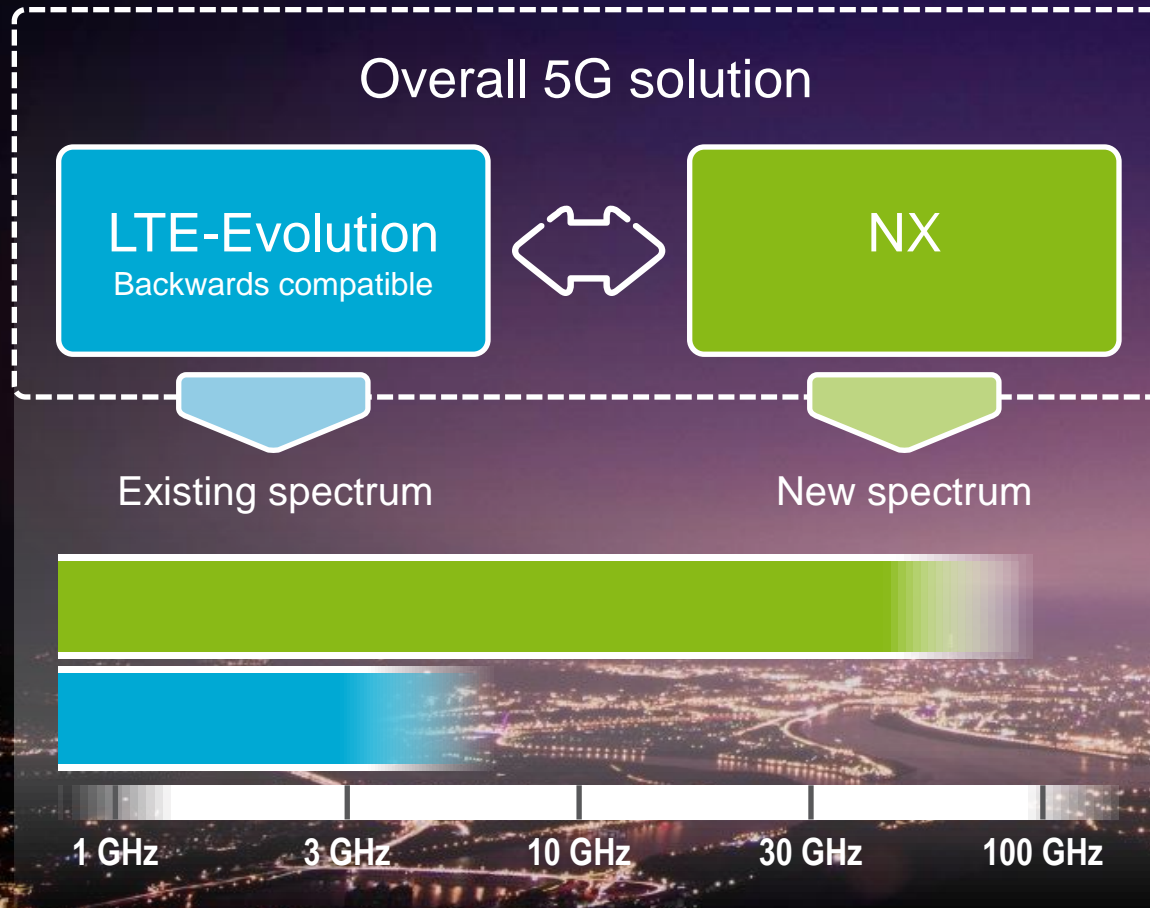 Overall 5G solution
LTE-Evolution
Backwards compatible
NX
Existing spectrum
New spectrum
1 GHz
3 GHz
10 GHz
30 GHz
100 GHz